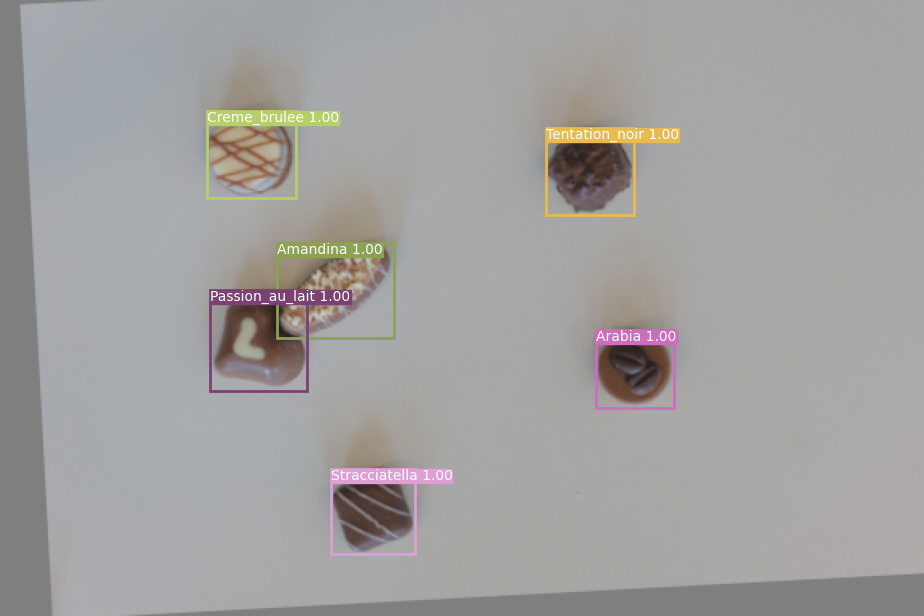 Creme_brulee 1.00
Tentation_noir 1.00
Amandina 1.00
Passion_au_lait 1.00
Arabia 1.00
Stracciatella 1.00